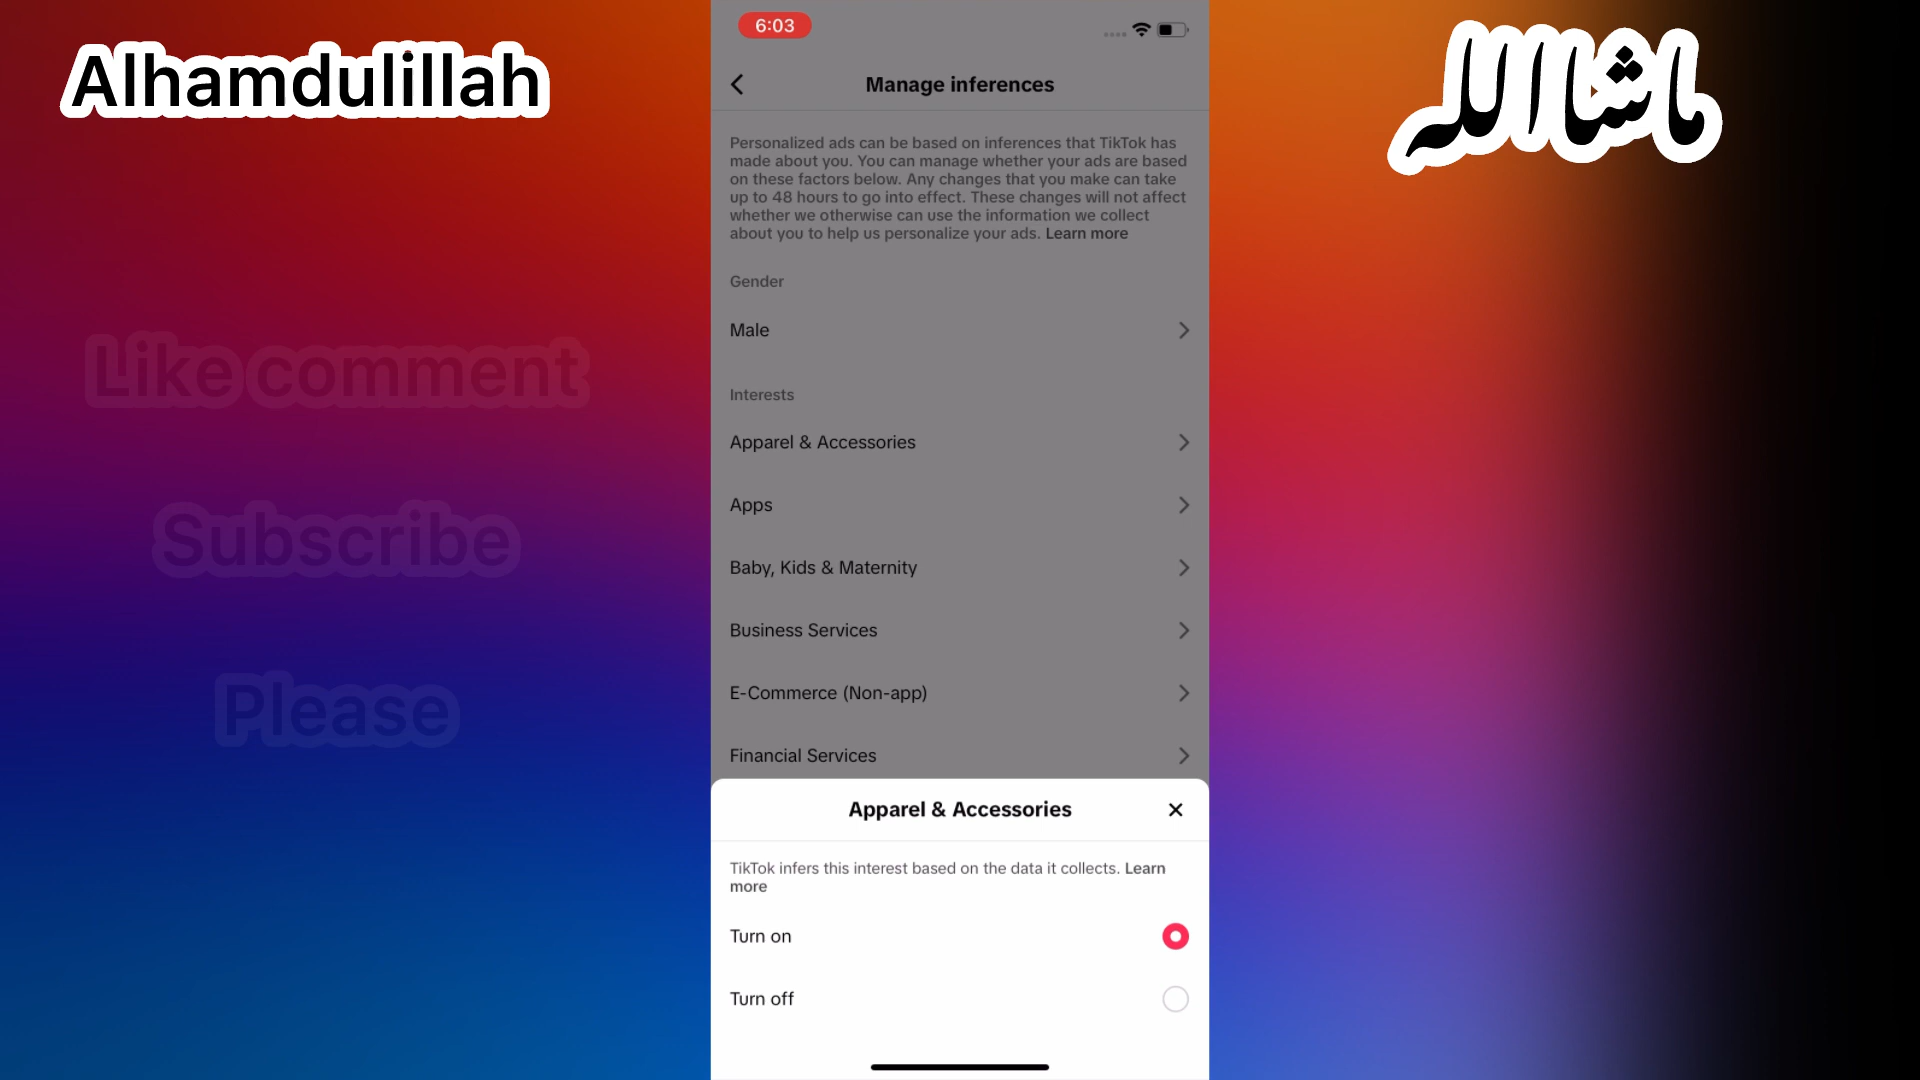 Alhamdulillah
ماشااللہ
Like comment
Subscribe
Please
6:03
Manage inferences
Personalized ads can be based on inferences that TikTok has
made about you. You can manage whether your ads are based
on these factors below. Any changes that you make can take
up to 48 hours to go into effect. These changes will not affect
whether we otherwise can use the information we collect
about you to help us personalize your ads. Learn more
Gender
Male
Interests
Apparel & Accessories
Apps
Baby, Kids & Maternity
Business Services
E-Commerce (Non-app)
Financial Services
Apparel & Accessories
TikTok infers this interest based on the data it collects. Learn
more
Turn on
Turn off